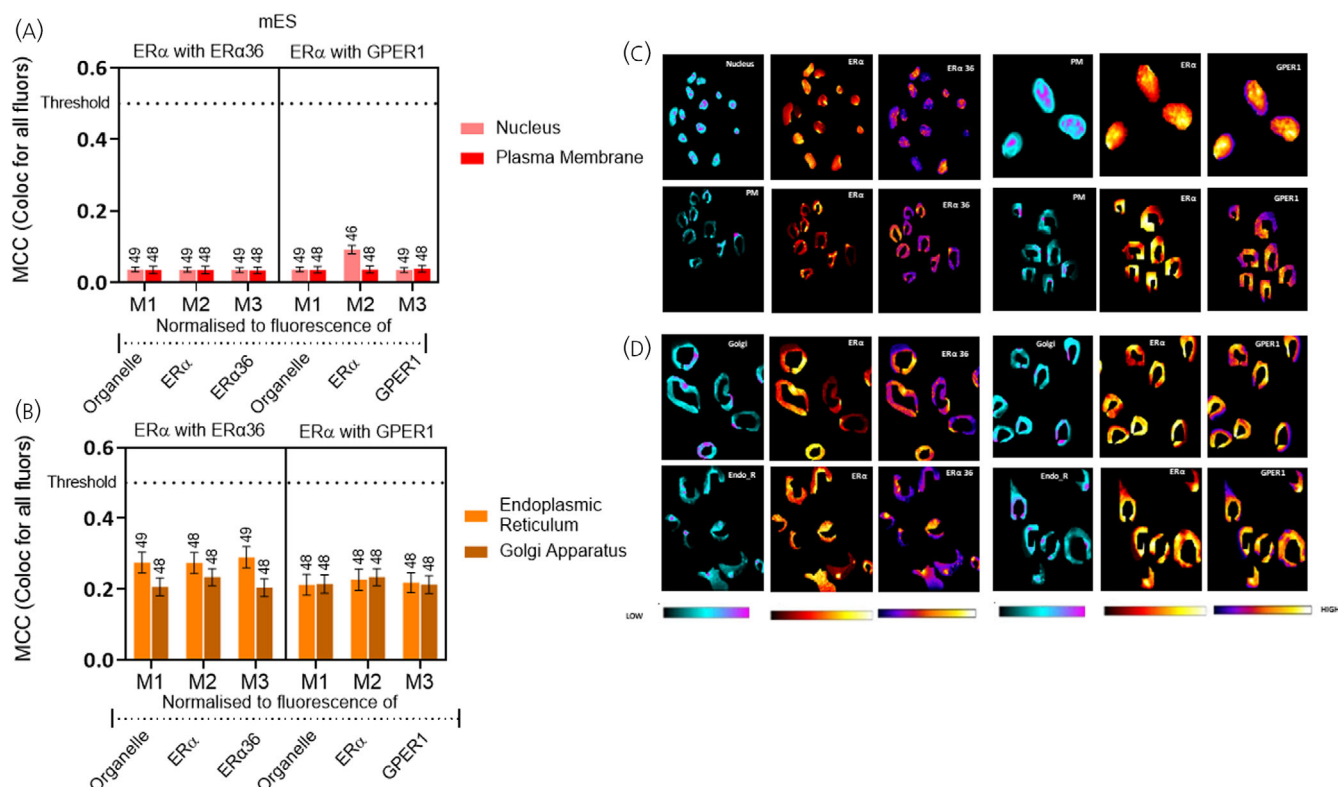 (A)
mES
ERα with ERα36
ERα with GPER1
MCC (Coloc for all fluors)
0.6
Threshold
0.4
0.2
0.0
49
48
49
48
49
48
49
48
46
48
49
48
Nucleus
Plasma Membrane
M1
M2
M3
M1
M2
M3
Normalised to fluorescence of
Organelle
ERα
ERα36
Organelle
ERα
GPER1
(B)
ERα with ERα36
ERα with GPER1
MCC (Coloc for all fluors)
0.6
Threshold
0.4
0.2
0.0
49
48
48
48
49
48
48
48
48
48
48
48
Endoplasmic
Reticulum
Golgi Apparatus
M1
M2
M3
M1
M2
M3
Normalised to fluorescence of
Organelle
ERα
ERα36
Organelle
ERα
GPER1
(C)
Nucleus
ERα
ERα 36
PM
ERα
GPER1
PM
ERα
ERα 36
PM
ERα
GPER1
(D)
Golgi
ERα
ERα 36
Golgi
ERα
GPER1
Endo_R
ERα
ERα 36
Endo_R
ERα
GPER1
LOW
HIGH